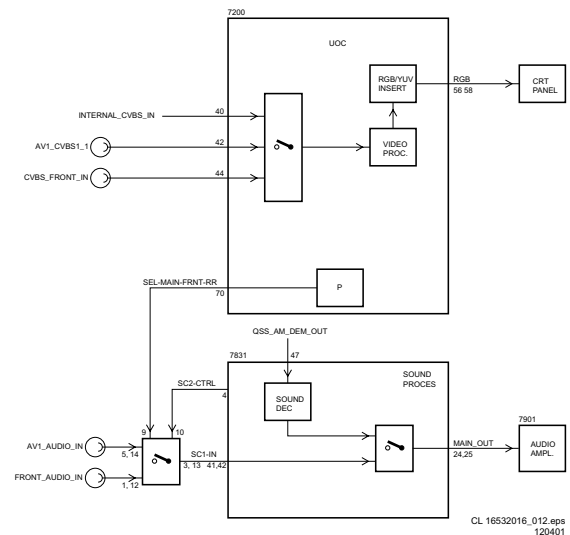 7200
UOC
RGB/YUV
INSERT
RGB
56 58
CRT
PANEL
INTERNAL_CVBS_IN
40
AV1_CVBS1_1
42
VIDEO
PROC.
CVBS_FRONT_IN
44
SEL-MAIN-FRNT-RR
70
P
QSS_AM_DEM_OUT
7831
47
SOUND
PROCES
SC2-CTRL
4
SOUND
DEC
7901
9
10
AV1_AUDIO_IN
5, 14
SC1-IN
3, 13
41,42
MAIN_OUT
24,25
AUDIO
AMPL.
FRONT_AUDIO_IN
1, 12
CL 16532016_012.eps
120401